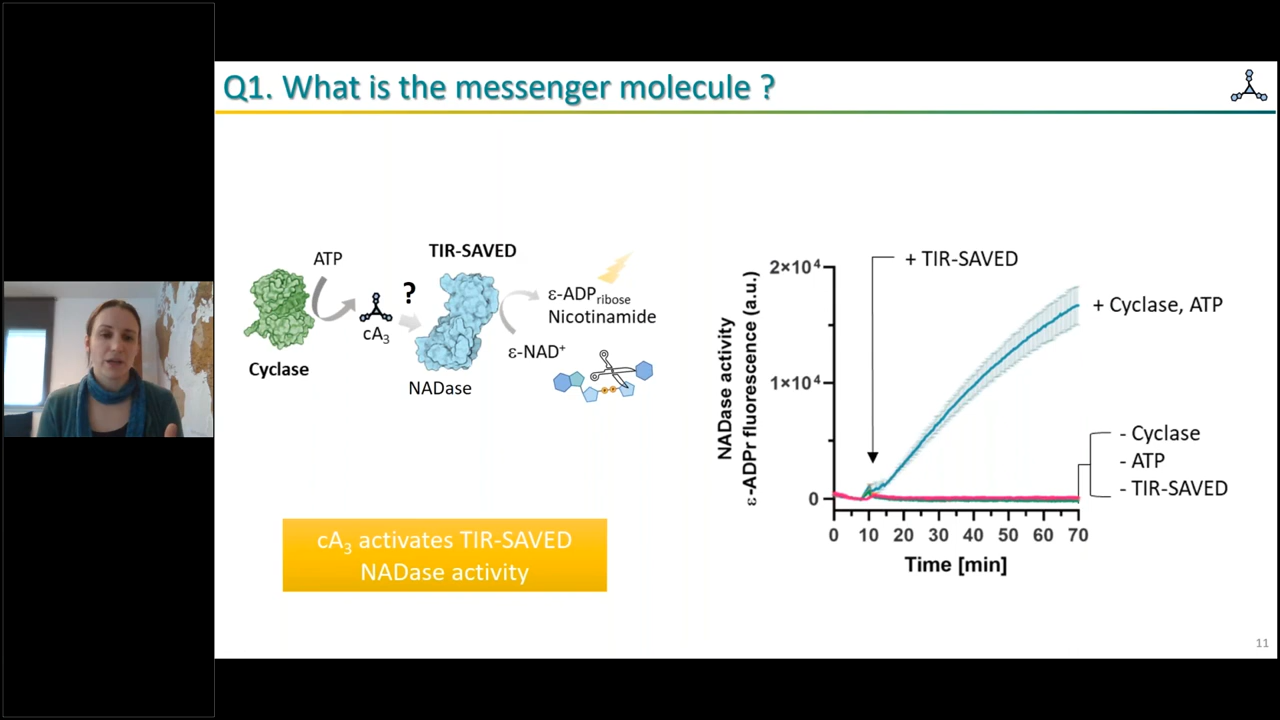 Q1. What is the messenger molecule ?
ATP
TIR-SAVED
?
cA₃
ε-ADPribose
Nicotinamide
ε-NAD⁺
Cyclase
NADase
cA₃ activates TIR-SAVED
NADase activity
NADase activity
ε-ADPr fluorescence (a.u.)
2×10⁴
1×10⁴
0
+ TIR-SAVED
+ Cyclase, ATP
- Cyclase
- ATP
- TIR-SAVED
0 10 20 30 40 50 60 70
Time [min]
11